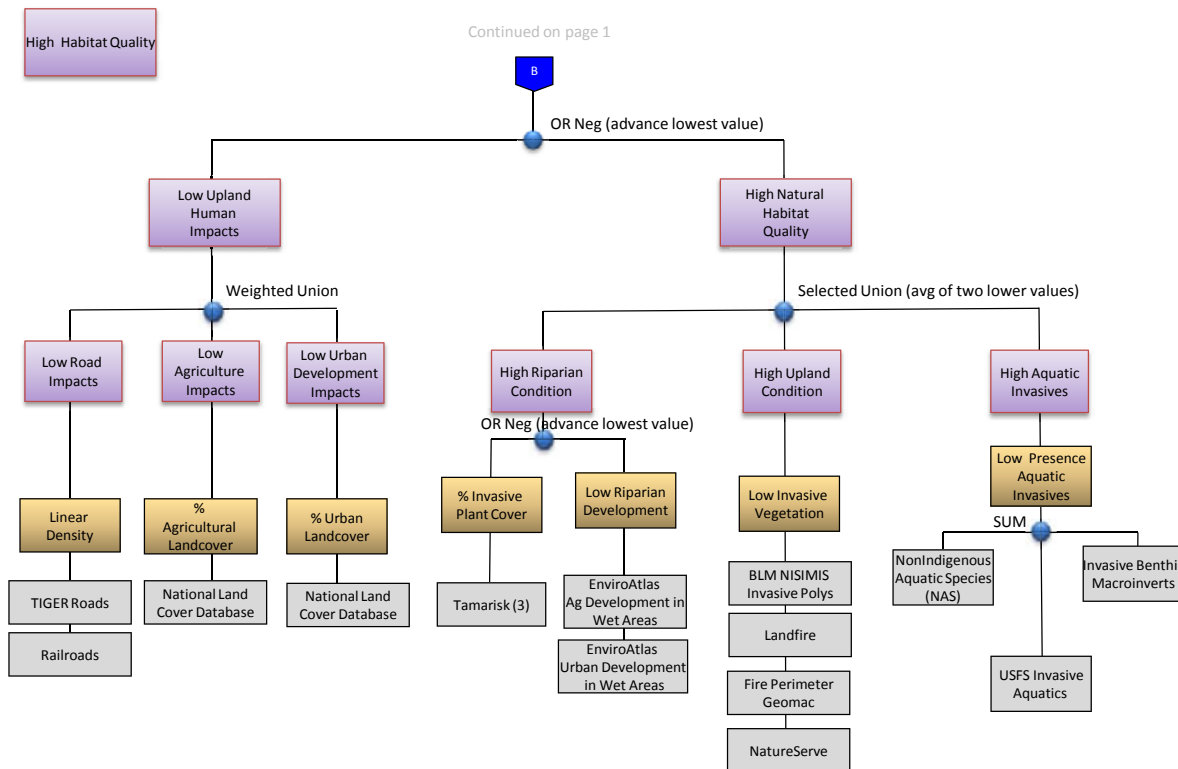 High Habitat Quality
Continued on page 1
B
OR Neg (advance lowest value)
Low Upland
Human
Impacts
High Natural
Habitat
Quality
Weighted Union
Selected Union (avg of two lower values)
Low Road
Impacts
Low
Agriculture
Impacts
Low Urban
Development
Impacts
High Riparian
Condition
High Upland
Condition
High Aquatic
Invasives
OR Neg (advance lowest value)
Linear
Density
%
Agricultural
Landcover
% Urban
Landcover
% Invasive
Plant Cover
Low Riparian
Development
Low Invasive
Vegetation
Low Presence
Aquatic
Invasives
SUM
TIGER Roads
Railroads
National Land
Cover Database
National Land
Cover Database
Tamarisk (3)
EnviroAtlas
Ag Development in
Wet Areas
EnviroAtlas
Urban Development
in Wet Areas
BLM NISIMIS
Invasive Polys
Landfire
Fire Perimeter
Geomac
NatureServe
NonIndigenous
Aquatic Species
(NAS)
Invasive Benthi
Macroinverts
USFS Invasive
Aquatics